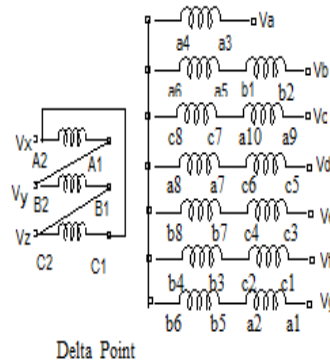 Va
a4 a3
Vb
a6 a5 b1 b2
Vc
c8 c7 a10 a9
Vx
A2 A1
Vd
a8 a7 c6 c5
Vy
B2 B1
b8 b7 c4 c3
Vz
C2 C1
b4 b3 c2 c1
b6 b5 a2 a1
Delta Point